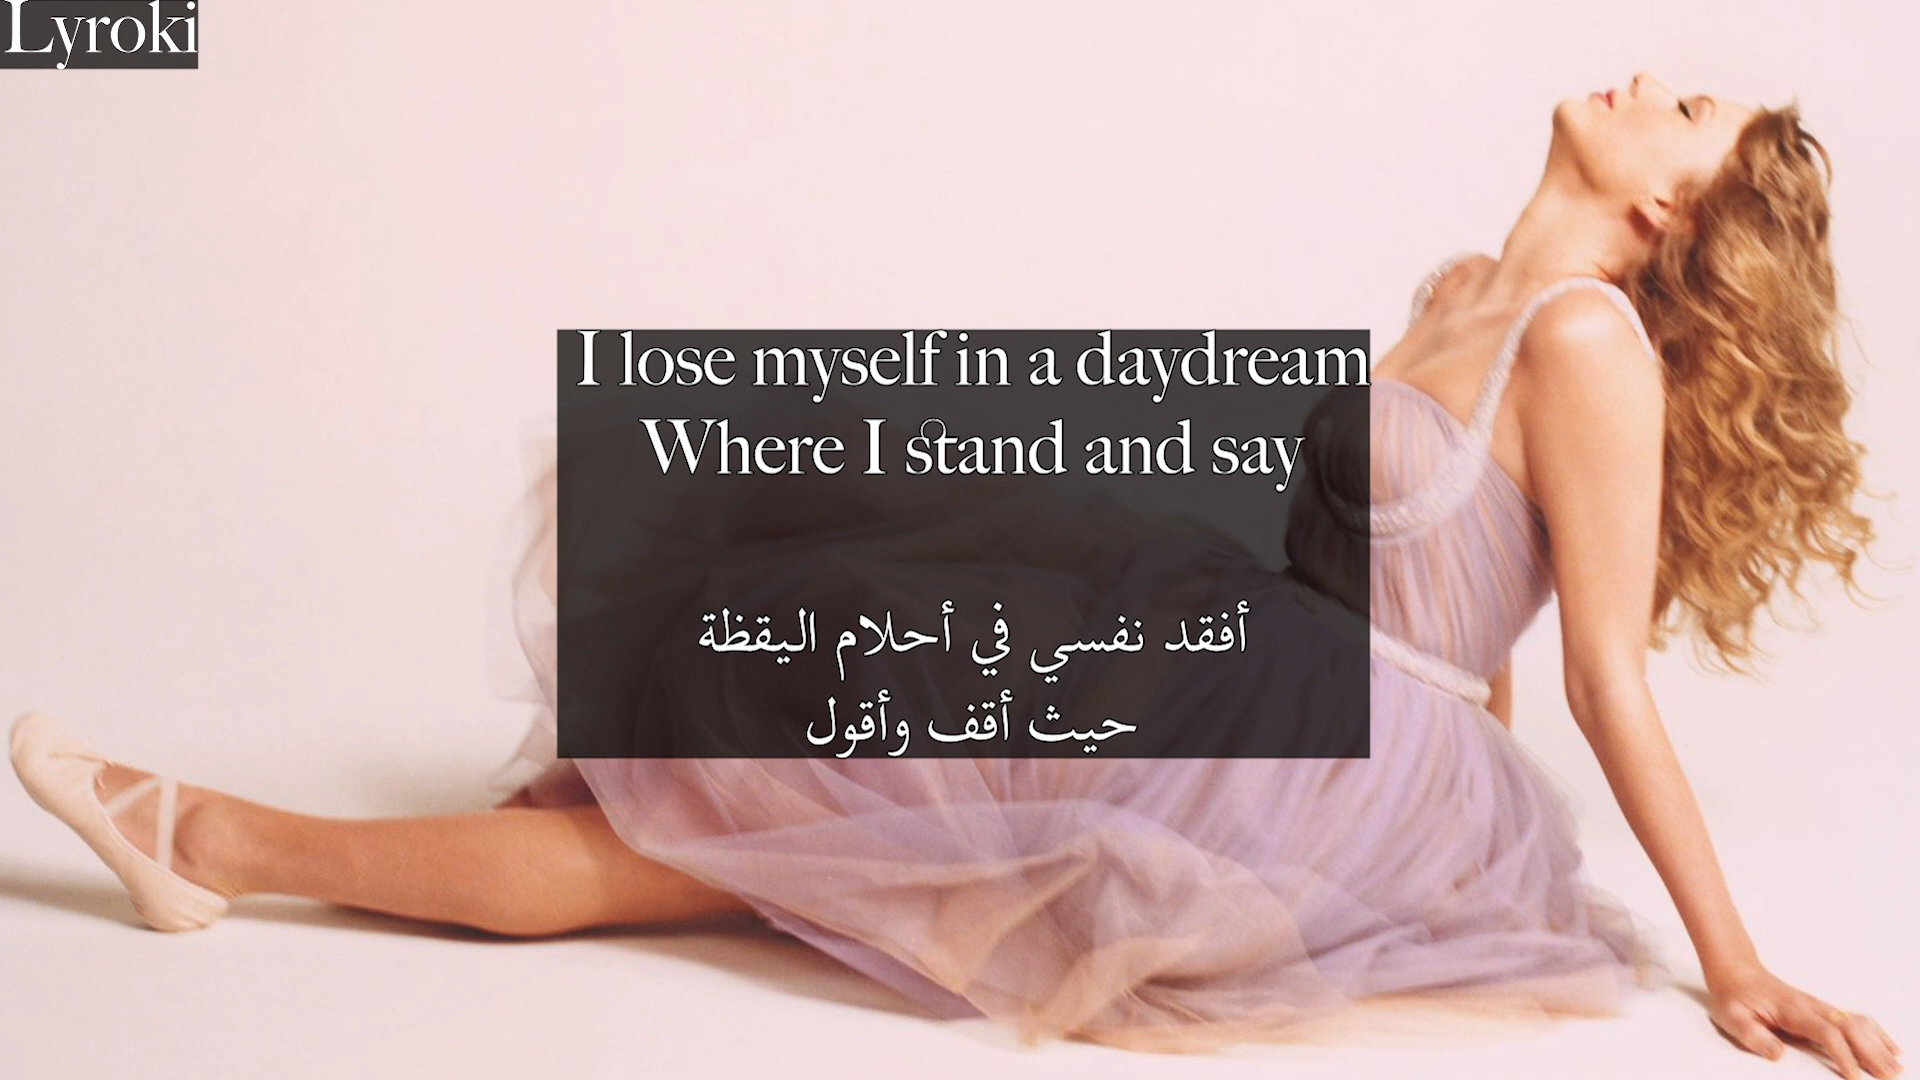 Lyroki
I lose myself in a daydream
Where I stand and say
أفقد نفسي في أحلام اليقظة
حيث أقف وأقول